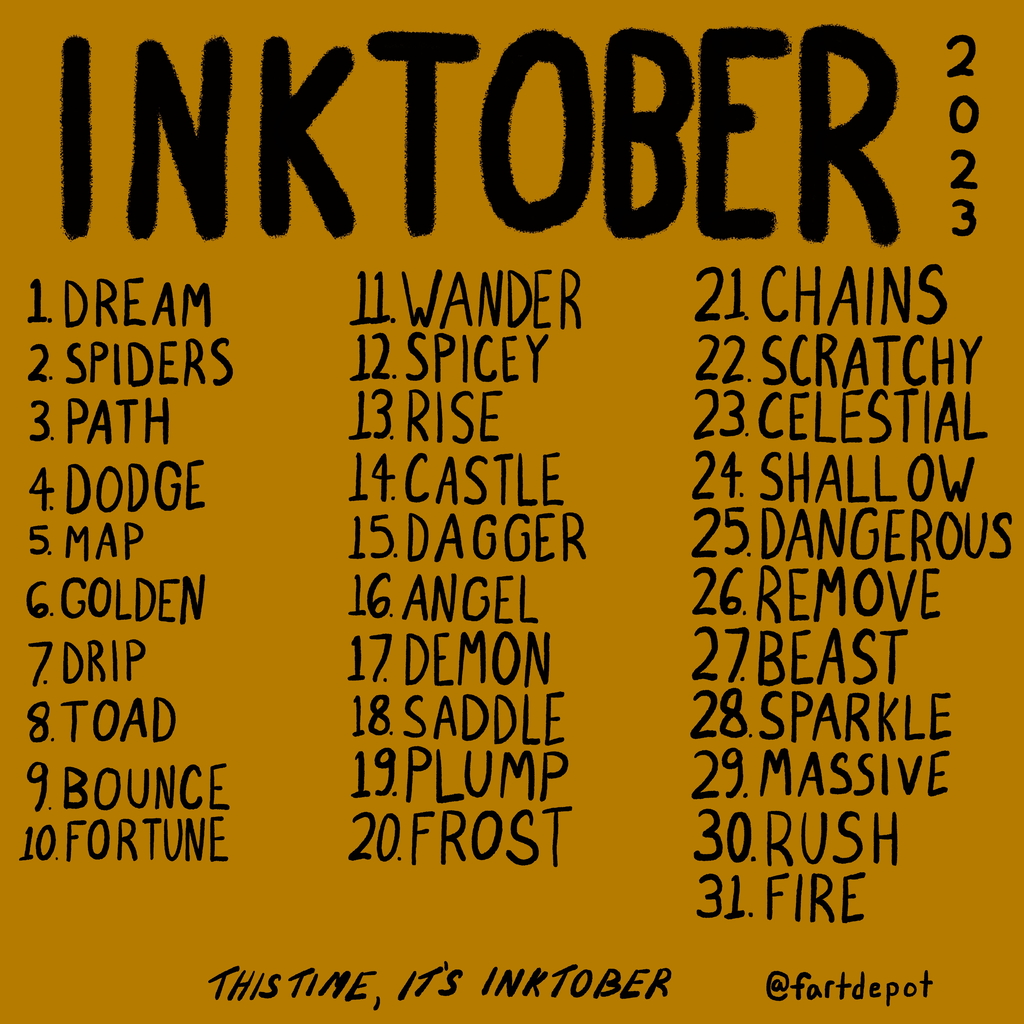 INKTOBER
2023
1. DREAM
2. SPIDERS
3. PATH
4. DODGE
5. MAP
6. GOLDEN
7. DRIP
8. TOAD
9. BOUNCE
10. FORTUNE
11. WANDER
12. SPICEY
13. RISE
14. CASTLE
15. DAGGER
16. ANGEL
17. DEMON
18. SADDLE
19. PLUMP
20. FROST
21. CHAINS
22. SCRATCHY
23. CELESTIAL
24. SHALLOW
25. DANGEROUS
26. REMOVE
27. BEAST
28. SPARKLE
29. MASSIVE
30. RUSH
31. FIRE
THIS TIME, IT'S INKTOBER
@fartdepot